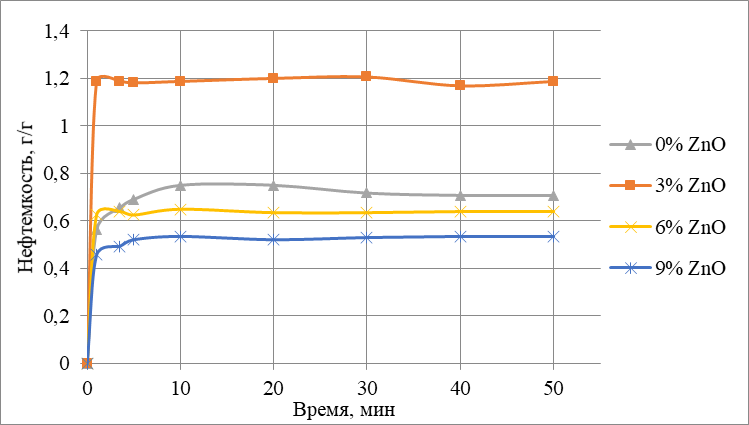 1,4
1,2
1
0,8
0,6
0,4
0,2
0
0 10 20 30 40 50
Нефтемкость, г/г
Время, мин
0% ZnO
3% ZnO
6% ZnO
9% ZnO